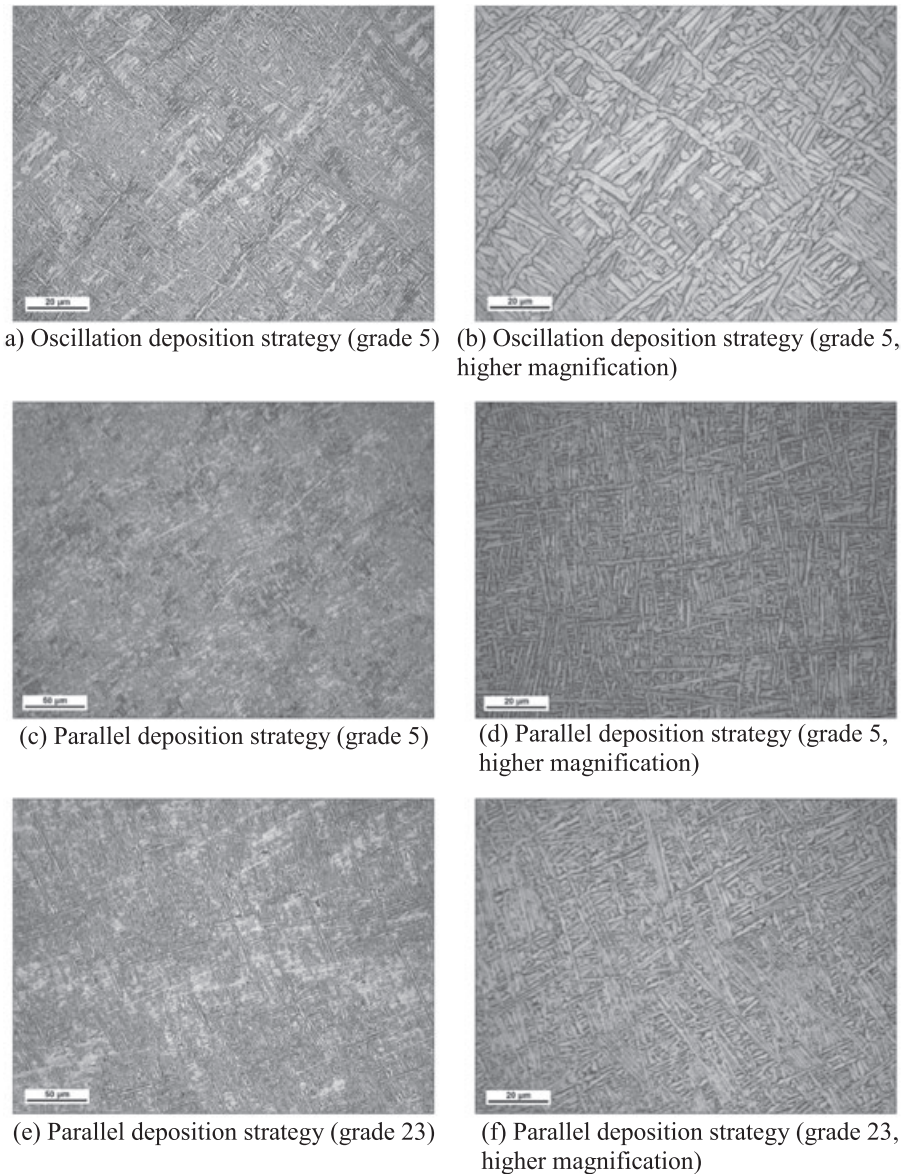 20 µm
20 µm
a) Oscillation deposition strategy (grade 5)
(b) Oscillation deposition strategy (grade 5,
higher magnification)
50 µm
20 µm
(c) Parallel deposition strategy (grade 5)
(d) Parallel deposition strategy (grade 5,
higher magnification)
50 µm
20 µm
(e) Parallel deposition strategy (grade 23)
(f) Parallel deposition strategy (grade 23,
higher magnification)